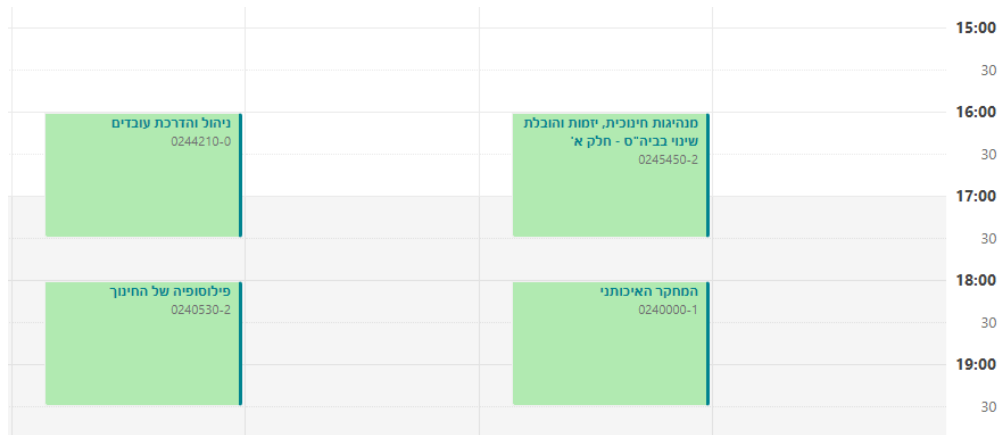 15:00
30
16:00
מנהיגות חינוכית, יזמות והובלת
שינוי בביה"ס - חלק א'
0245450-2
ניהול והדרכת עובדים
0244210-0
30
17:00
30
18:00
המחקר האיכותני
0240000-1
פילוסופיה של החינוך
0240530-2
30
19:00
30